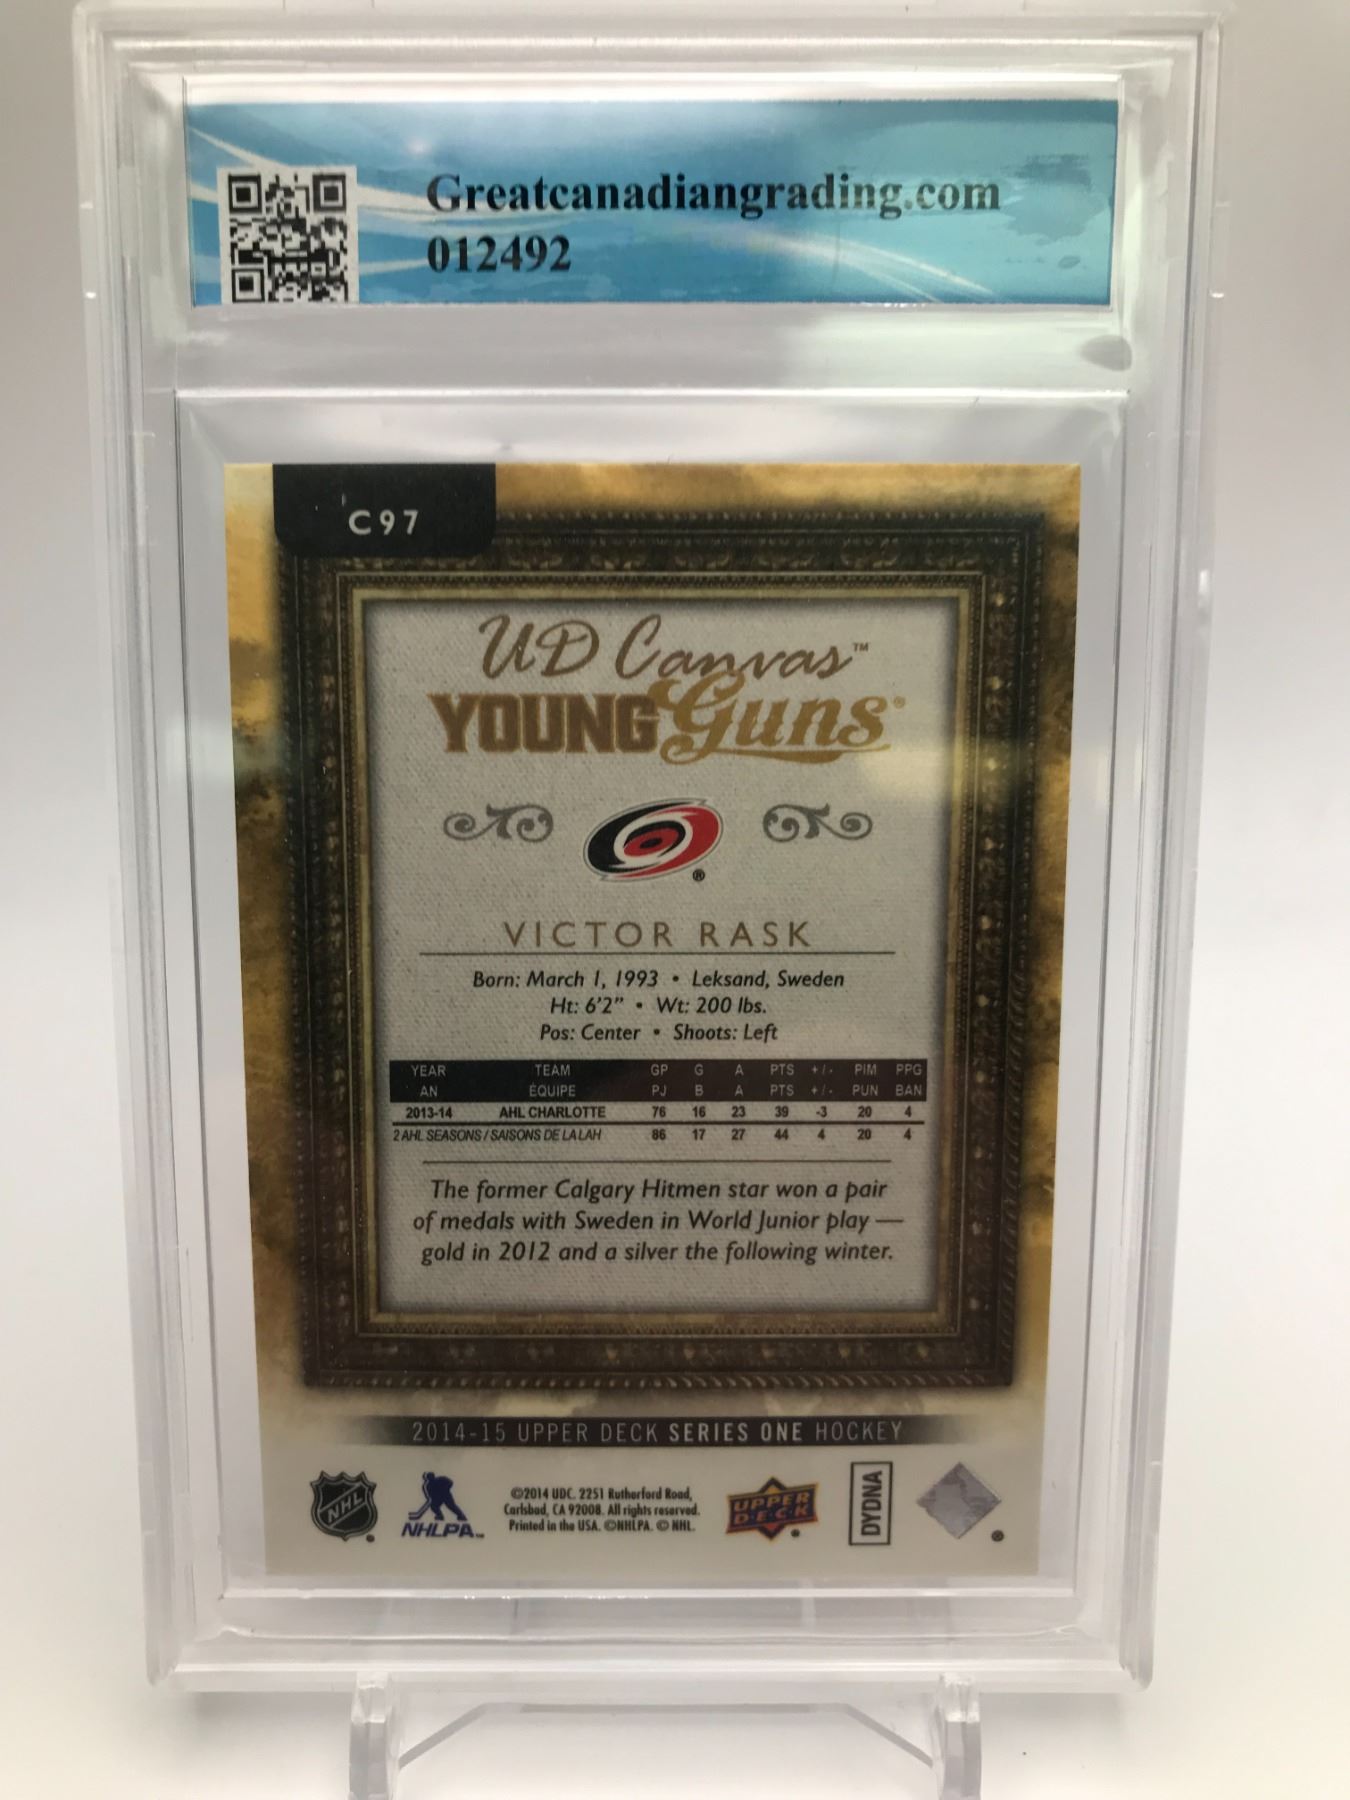 Greatcanadiangrading.com
012492
C97
UD Canvas™
YOUNG Guns®
®
VICTOR RASK
Born: March 1, 1993 • Leksand, Sweden
Ht: 6'2" • Wt: 200 lbs.
Pos: Center • Shoots: Left
YEAR TEAM GP G A PTS +/- PIM PPG
AN ÉQUIPE PJ B A PTS +/- PUN BAN
2013-14 AHL CHARLOTTE 76 16 23 39 -3 20 4
2 AHL SEASONS / SAISONS DE LA LAH 86 17 27 44 4 20 4
The former Calgary Hitmen star won a pair
of medals with Sweden in World Junior play —
gold in 2012 and a silver the following winter.
2014-15 UPPER DECK SERIES ONE HOCKEY
NHL ®
NHLPA™
©2014 UDC. 2251 Rutherford Road,
Carlsbad, CA 92008. All rights reserved.
Printed in the USA. ©NHLPA. © NHL.
UPPER
D·E·C·K ®
DYDNA
®